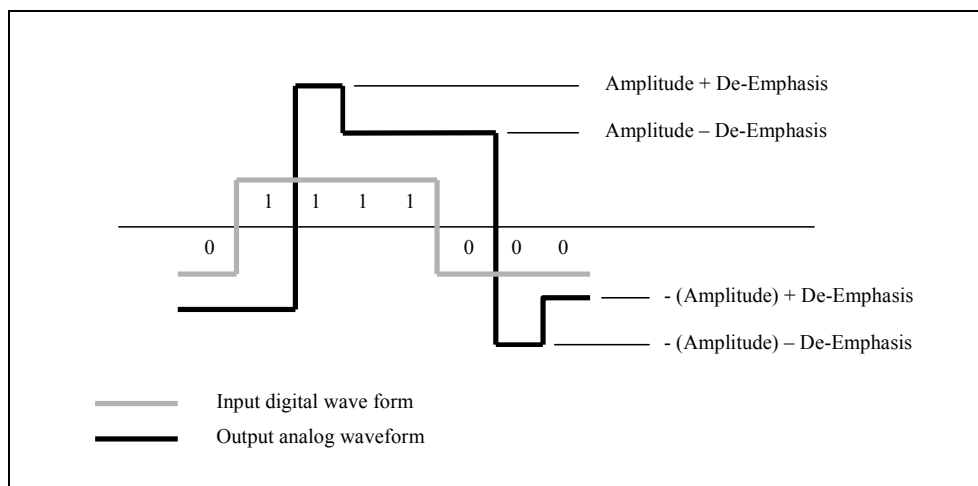 Amplitude + De-Emphasis
Amplitude – De-Emphasis
1 1 1 1
0 0 0 0
- (Amplitude) + De-Emphasis
- (Amplitude) – De-Emphasis
Input digital wave form
Output analog waveform